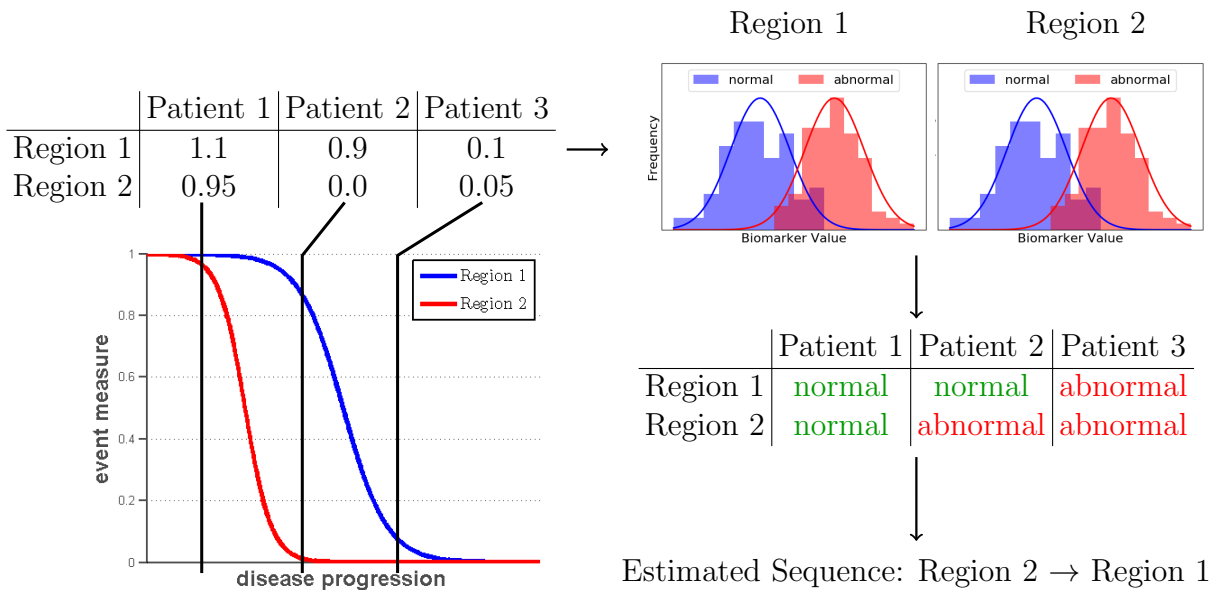 Region 1
Region 2
normal
abnormal
Frequency
Biomarker Value
normal
abnormal
Biomarker Value
Patient 1 Patient 2 Patient 3
Region 1 1.1 0.9 0.1
Region 2 0.95 0.0 0.05
1
0.8
0.6
0.4
0.2
0
event measure
disease progression
Region 1
Region 2
Patient 1 Patient 2 Patient 3
Region 1 normal normal abnormal
Region 2 normal abnormal abnormal
Estimated Sequence: Region 2 → Region 1